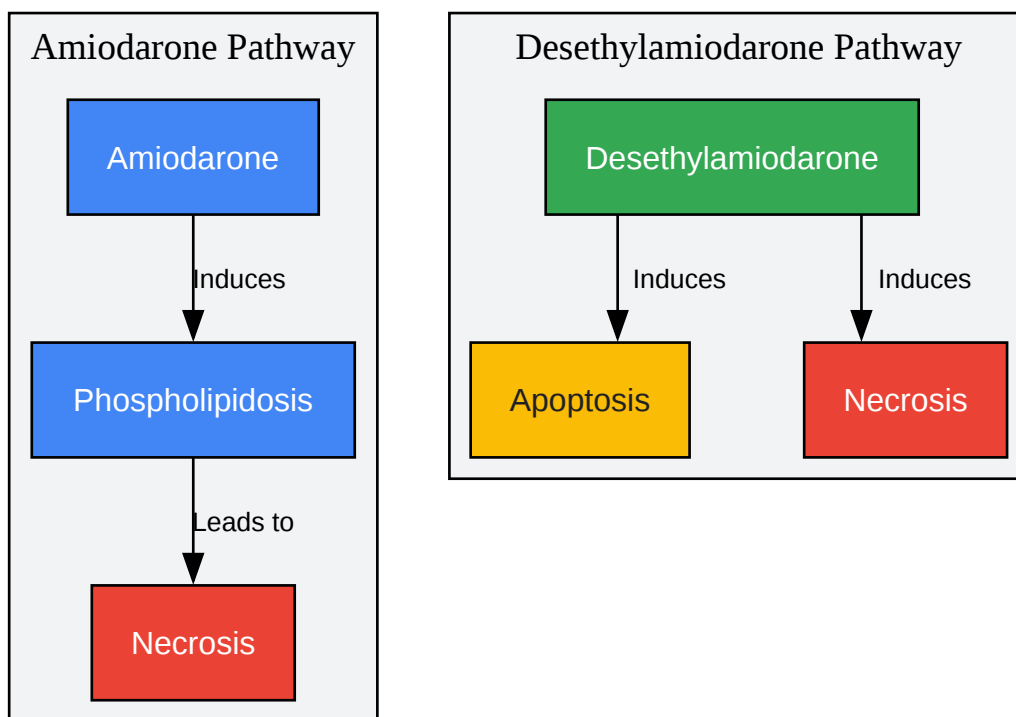 Amiodarone Pathway
Amiodarone
Induces
Phospholipidosis
Leads to
Necrosis
Desethylamiodarone Pathway
Desethylamiodarone
Induces
Induces
Apoptosis
Necrosis